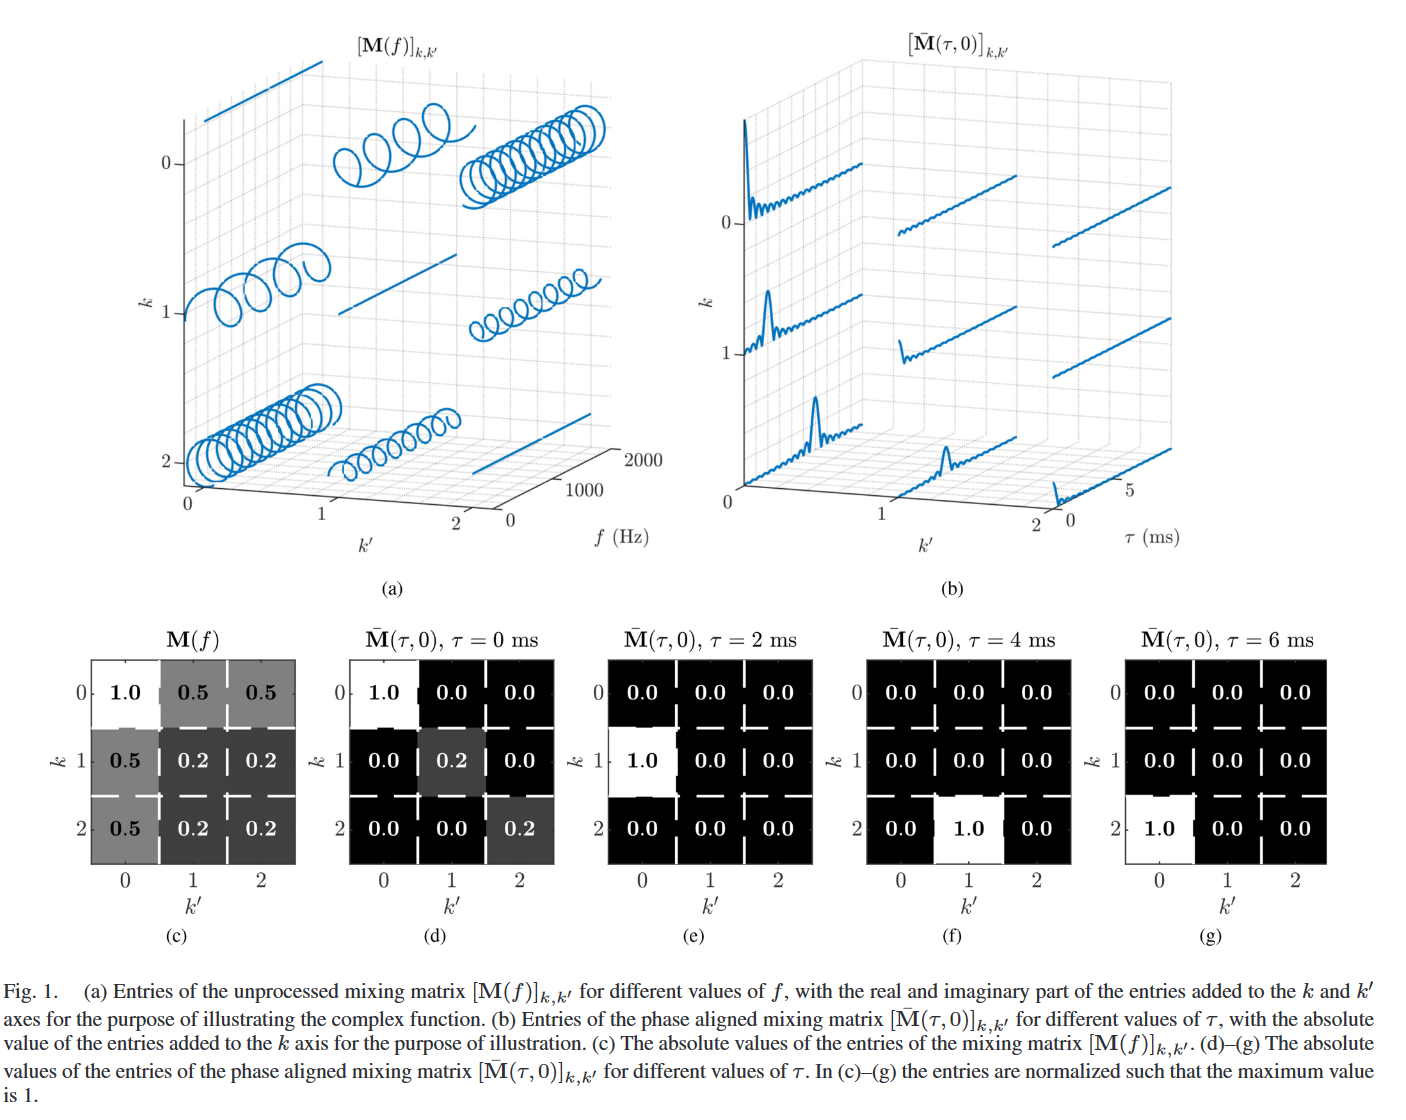 [M(f)]k,k′
0
1
2
k
0
1
2
k′
0
1000
2000
f (Hz)
(a)
[M̄(τ, 0)]k,k′
0
1
k
0
1
2
k′
0
5
τ (ms)
(b)
M(f)
0 1.0 0.5 0.5
k 1 0.5 0.2 0.2
2 0.5 0.2 0.2
0 1 2
k′
(c)
M̄(τ, 0), τ = 0 ms
0 1.0 0.0 0.0
k 1 0.0 0.2 0.0
2 0.0 0.0 0.2
0 1 2
k′
(d)
M̄(τ, 0), τ = 2 ms
0 0.0 0.0 0.0
k 1 1.0 0.0 0.0
2 0.0 0.0 0.0
0 1 2
k′
(e)
M̄(τ, 0), τ = 4 ms
0 0.0 0.0 0.0
k 1 0.0 0.0 0.0
2 0.0 1.0 0.0
0 1 2
k′
(f)
M̄(τ, 0), τ = 6 ms
0 0.0 0.0 0.0
k 1 0.0 0.0 0.0
2 1.0 0.0 0.0
0 1 2
k′
(g)
Fig. 1. (a) Entries of the unprocessed mixing matrix [M(f)]k,k′ for different values of f, with the real and imaginary part of the entries added to the k and k′
axes for the purpose of illustrating the complex function. (b) Entries of the phase aligned mixing matrix [M̄(τ, 0)]k,k′ for different values of τ, with the absolute
value of the entries added to the k axis for the purpose of illustration. (c) The absolute values of the entries of the mixing matrix [M(f)]k,k′. (d)–(g) The absolute
values of the entries of the phase aligned mixing matrix [M̄(τ, 0)]k,k′ for different values of τ. In (c)–(g) the entries are normalized such that the maximum value
is 1.